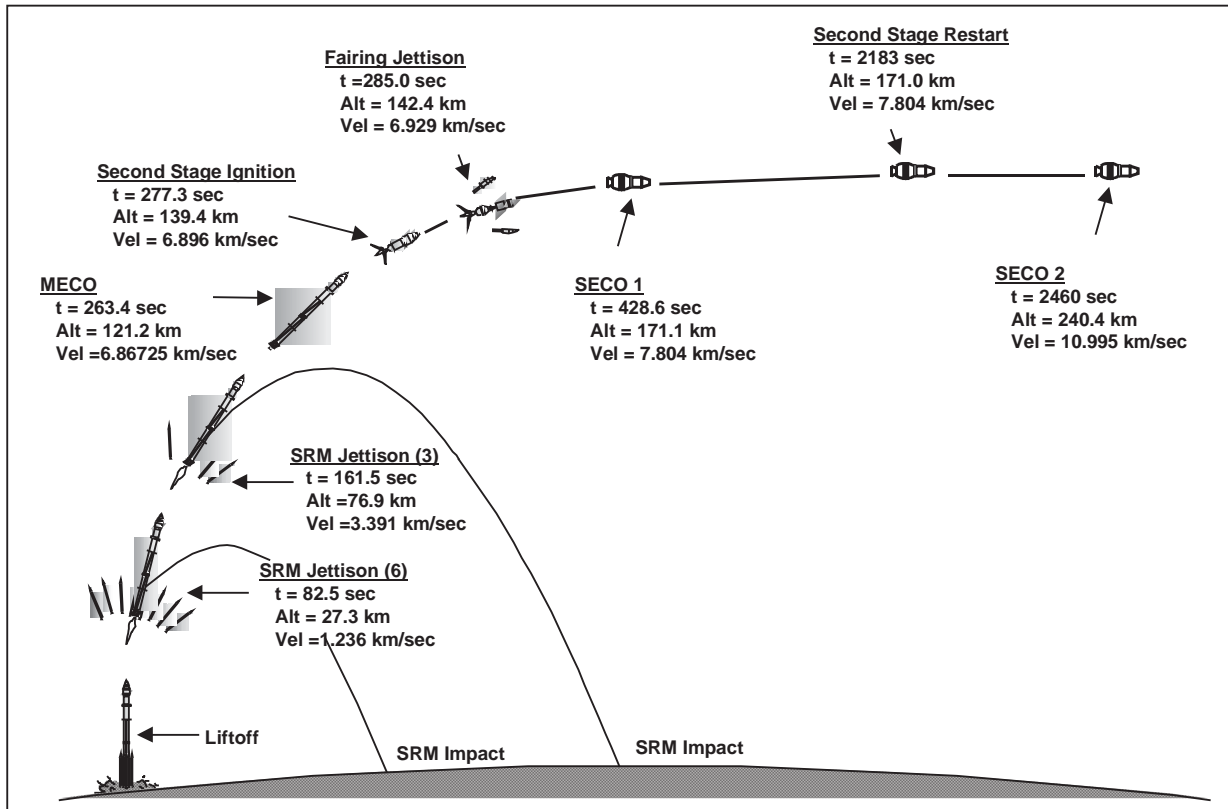 Second Stage Restart
t = 2183 sec
Alt = 171.0 km
Vel = 7.804 km/sec
Fairing Jettison
t =285.0 sec
Alt = 142.4 km
Vel = 6.929 km/sec
Second Stage Ignition
t = 277.3 sec
Alt = 139.4 km
Vel = 6.896 km/sec
MECO
t = 263.4 sec
Alt = 121.2 km
Vel =6.86725 km/sec
SECO 1
t = 428.6 sec
Alt = 171.1 km
Vel = 7.804 km/sec
SECO 2
t = 2460 sec
Alt = 240.4 km
Vel = 10.995 km/sec
SRM Jettison (3)
t = 161.5 sec
Alt =76.9 km
Vel =3.391 km/sec
SRM Jettison (6)
t = 82.5 sec
Alt = 27.3 km
Vel =1.236 km/sec
Liftoff
SRM Impact
SRM Impact